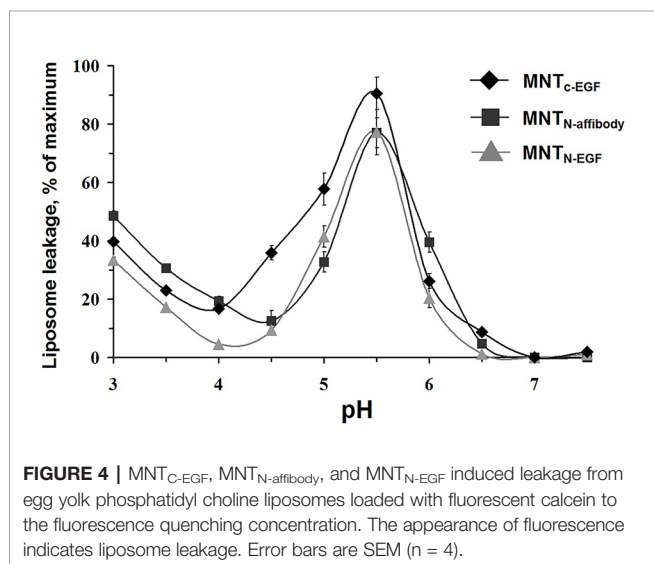 100
80
60
40
20
0
Liposome leakage, % of maximum
3 4 5 6 7
pH
MNTc-EGF
MNTN-affibody
MNTN-EGF
FIGURE 4 | MNTC-EGF, MNTN-affibody, and MNTN-EGF induced leakage from
egg yolk phosphatidyl choline liposomes loaded with fluorescent calcein to
the fluorescence quenching concentration. The appearance of fluorescence
indicates liposome leakage. Error bars are SEM (n = 4).